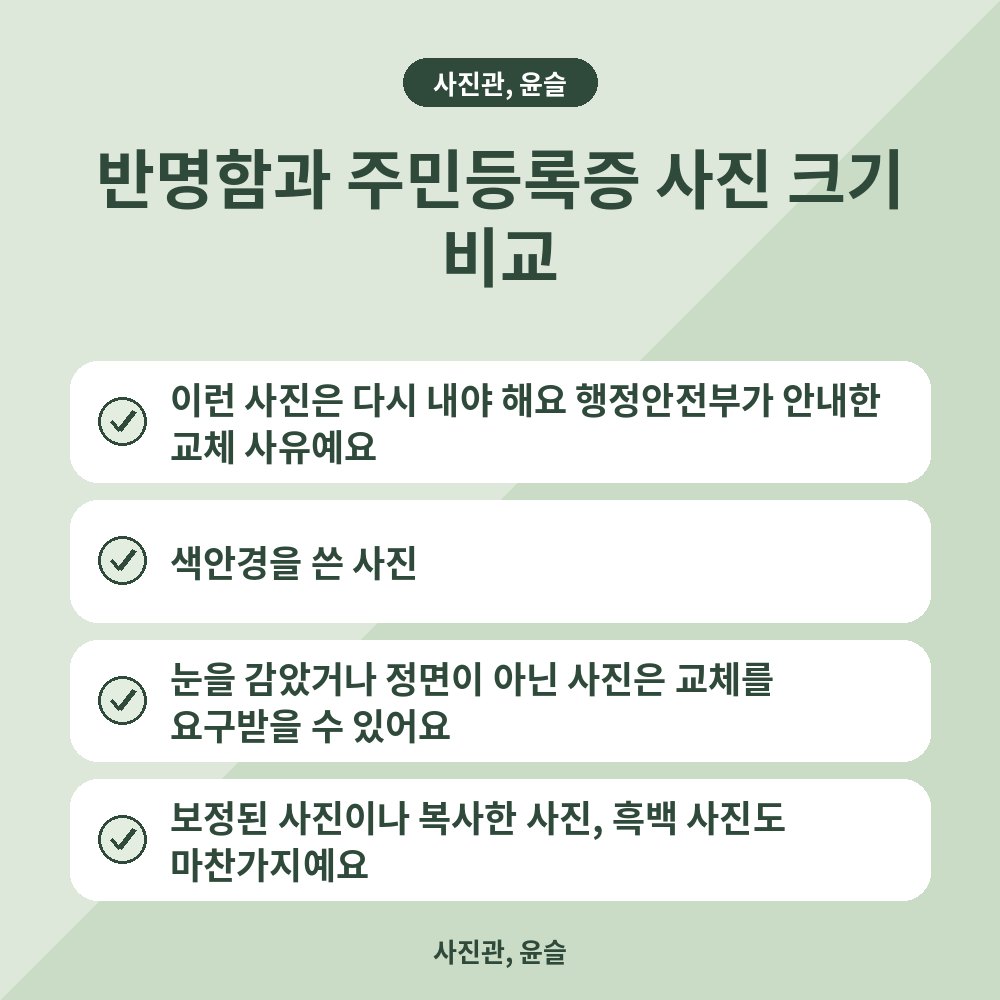 사진관, 윤슬
반명함과 주민등록증 사진 크기
비교
이런 사진은 다시 내야 해요 행정안전부가 안내한
교체 사유예요
색안경을 쓴 사진
눈을 감았거나 정면이 아닌 사진은 교체를
요구받을 수 있어요
보정된 사진이나 복사한 사진, 흑백 사진도
마찬가지예요
사진관, 윤슬